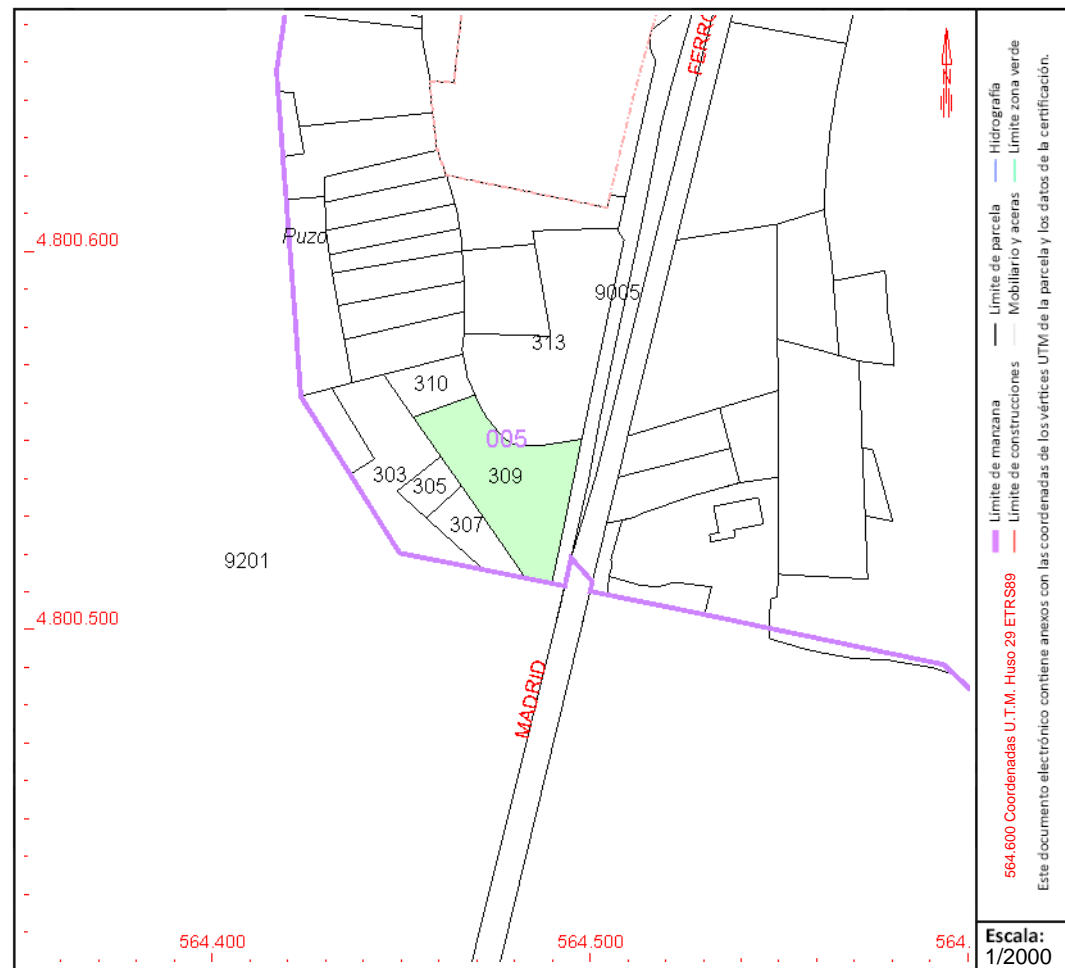 FERRO
Puzo
4.800.600
9005
313
310
005
309
303
305
307
9201
4.800.500
MADRID
564.400
564.500
564.
N
Límite de manzana
Límite de parcela
Hidrografía
Límite de construcciones
Mobiliario y aceras
Límite zona verde
564.600 Coordenadas U.T.M. Huso 29 ETRS89
Este documento electrónico contiene anexos con las coordenadas de los vértices UTM de la parcela y los datos de la certificación.
Escala:
1/2000